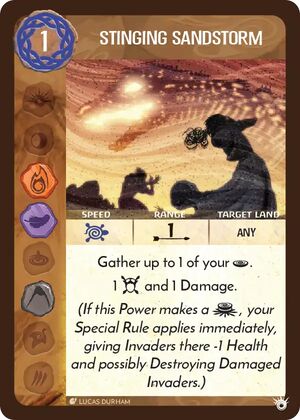 1
STINGING SANDSTORM
SPEED
RANGE
TARGET LAND
1
ANY
Gather up to 1 of your .
1 and 1 Damage.
(If this Power makes a , your
Special Rule applies immediately,
giving Invaders there -1 Health
and possibly Destroying Damaged
Invaders.)
LUCAS DURHAM